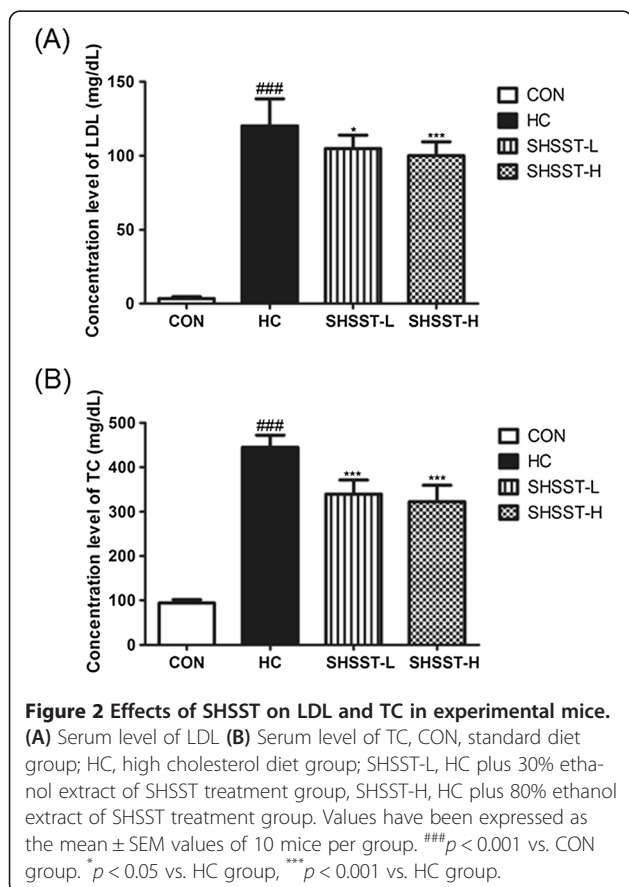 (A)
Concentration level of LDL (mg/dL)
150
100
50
0
###
*
***
CON
HC
SHSST-L
SHSST-H
CON
HC
SHSST-L
SHSST-H
(B)
Concentration level of TC (mg/dL)
500
400
300
200
100
0
###
***
***
CON
HC
SHSST-L
SHSST-H
CON
HC
SHSST-L
SHSST-H
Figure 2 Effects of SHSST on LDL and TC in experimental mice.
(A) Serum level of LDL (B) Serum level of TC, CON, standard diet
group; HC, high cholesterol diet group; SHSST-L, HC plus 30% etha-
nol extract of SHSST treatment group, SHSST-H, HC plus 80% ethanol
extract of SHSST treatment group. Values have been expressed as
the mean ± SEM values of 10 mice per group. ###p < 0.001 vs. CON
group. *p < 0.05 vs. HC group, ***p < 0.001 vs. HC group.